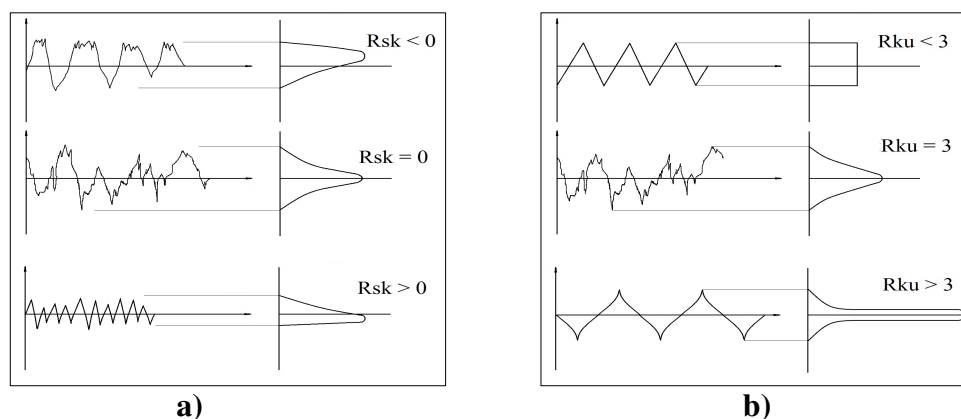 Rsk < 0
Rsk = 0
Rsk > 0
a)
Rku < 3
Rku = 3
Rku > 3
b)